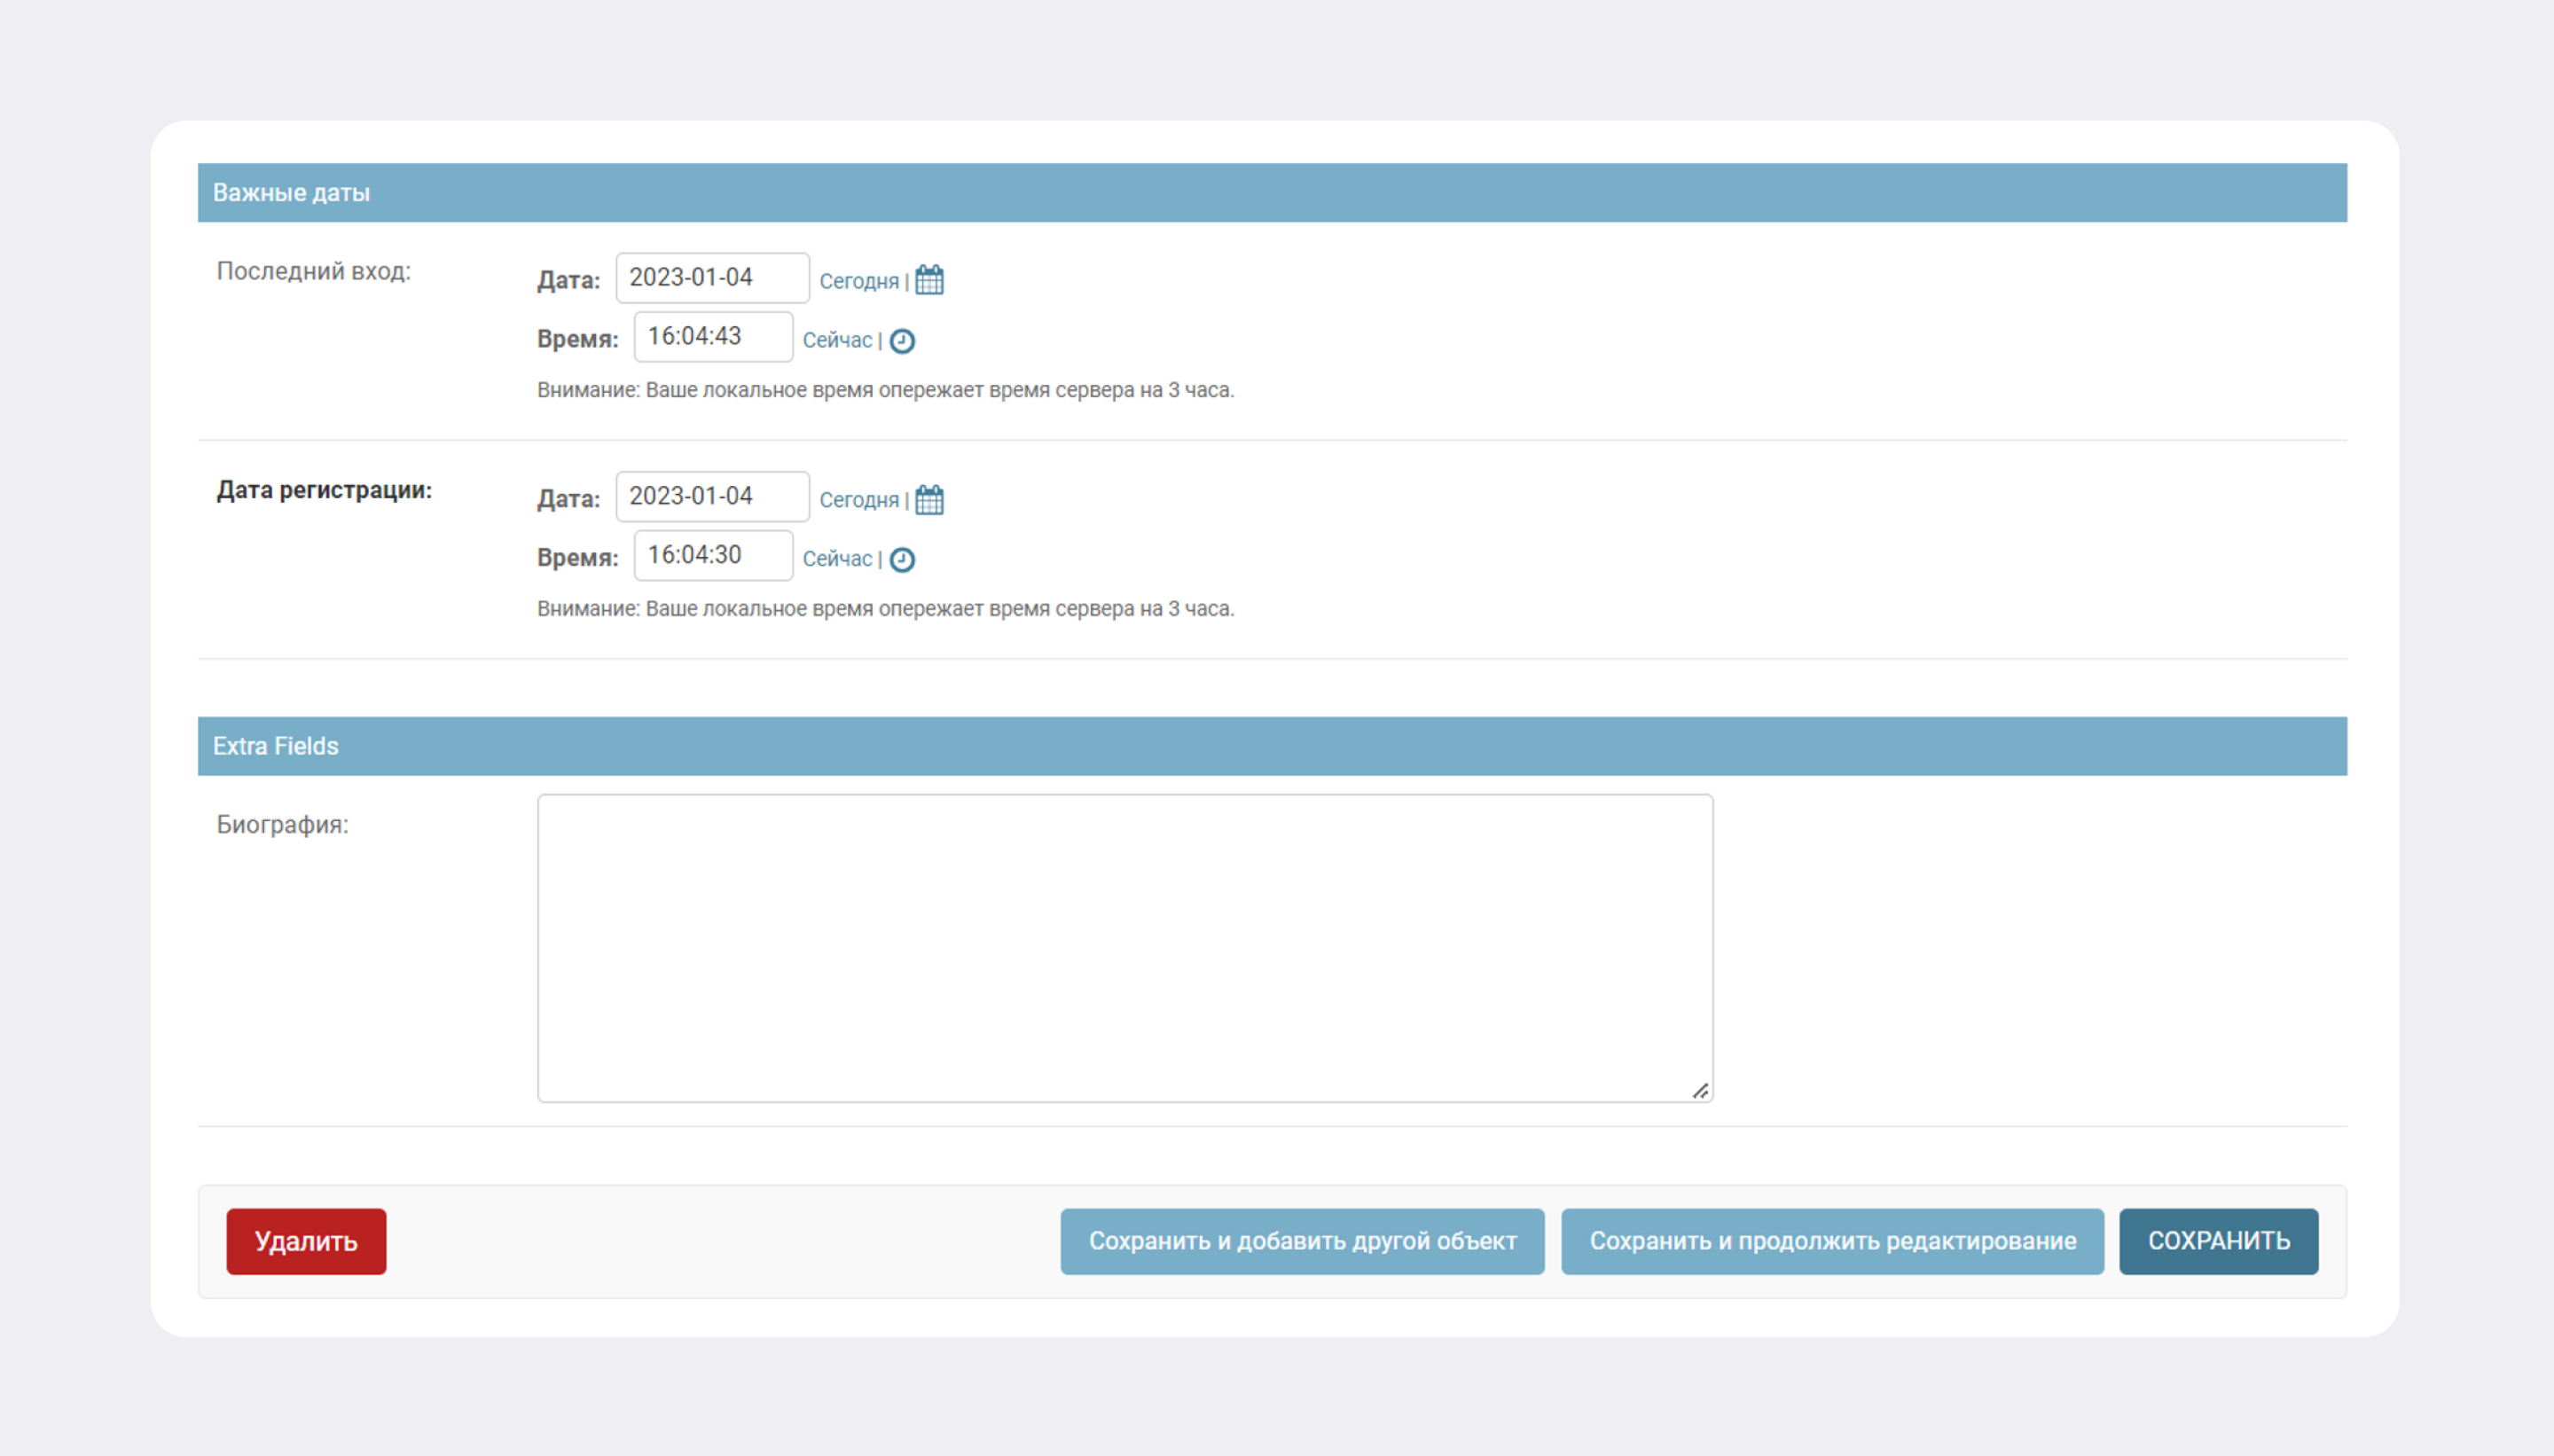 Важные даты
Последний вход:
Дата: 2023-01-04 Сегодня |
Время: 16:04:43 Сейчас |
Внимание: Ваше локальное время опережает время сервера на 3 часа.
Дата регистрации:
Дата: 2023-01-04 Сегодня |
Время: 16:04:30 Сейчас |
Внимание: Ваше локальное время опережает время сервера на 3 часа.
Extra Fields
Биография:
Удалить Сохранить и добавить другой объект Сохранить и продолжить редактирование СОХРАНИТЬ